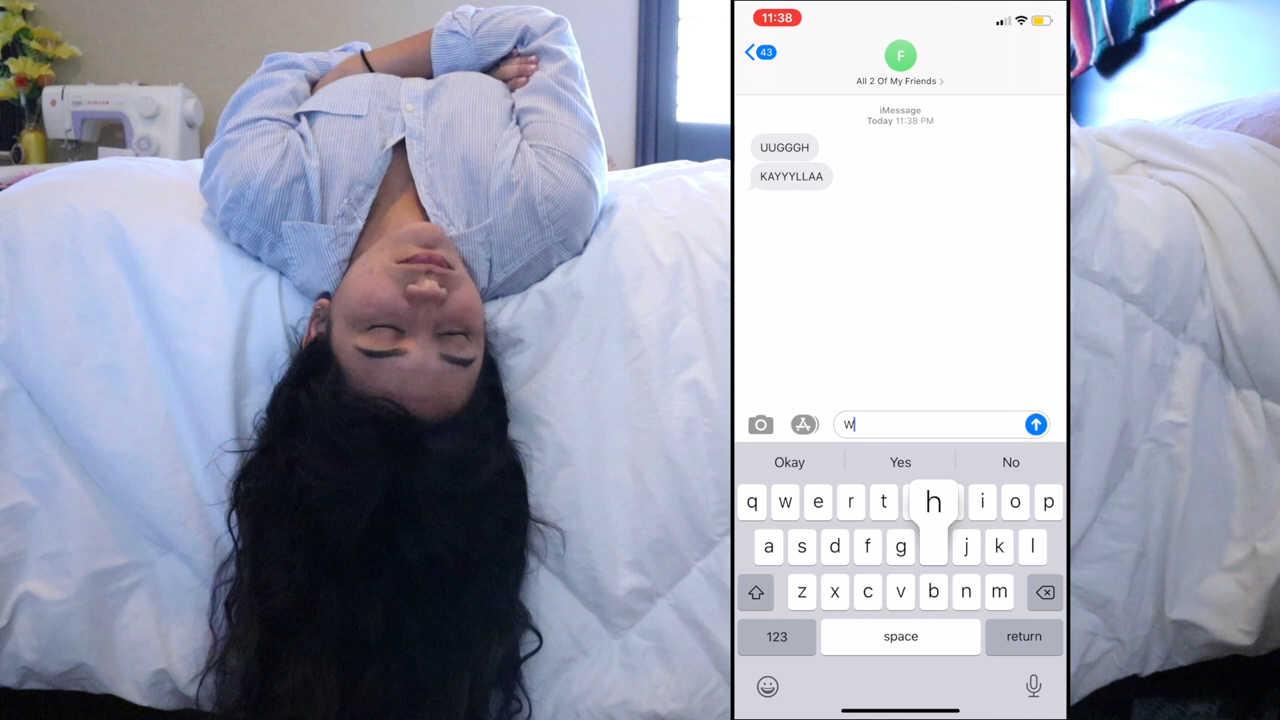 SINGER
11:38
43
F
All 2 Of My Friends >
iMessage
Today 11:38 PM
UUGGGH
KAYYYLLAA
W
Okay Yes No
q w e r t h i o p
a s d f g j k l
z x c v b n m
123 space return